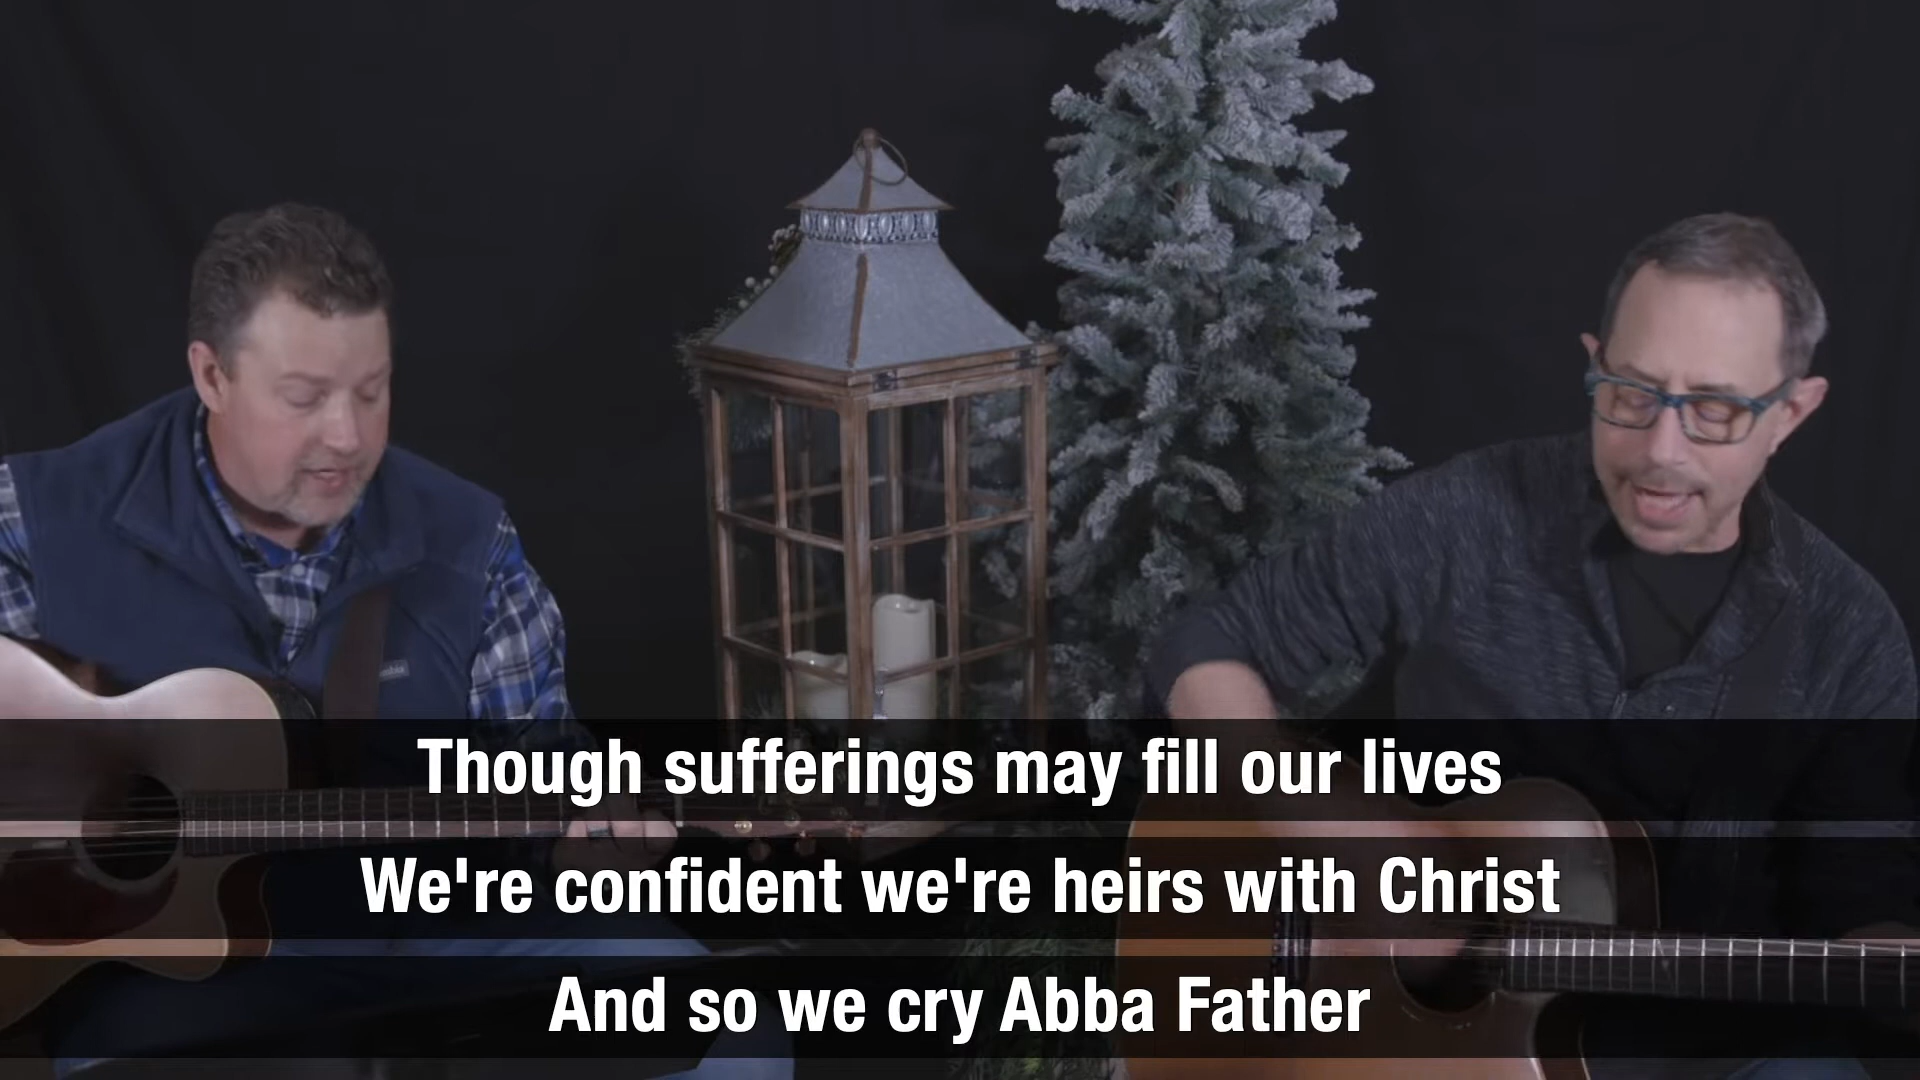 Though sufferings may fill our lives
We're confident we're heirs with Christ
And so we cry Abba Father